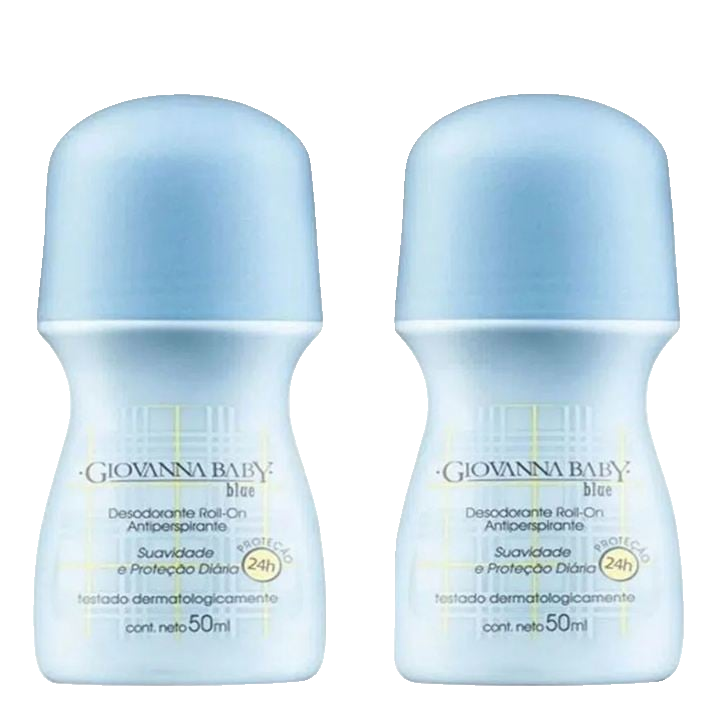 ·GIOVANNA BABY·
blue
Desodorante Roll-On
Antiperspirante
Suavidade
e Proteção Diária
PROTEÇÃO
24h
testado dermatologicamente
cont. neto 50ml
·GIOVANNA BABY·
blue
Desodorante Roll-On
Antiperspirante
Suavidade
e Proteção Diária
PROTEÇÃO
24h
testado dermatologicamente
cont. neto 50ml